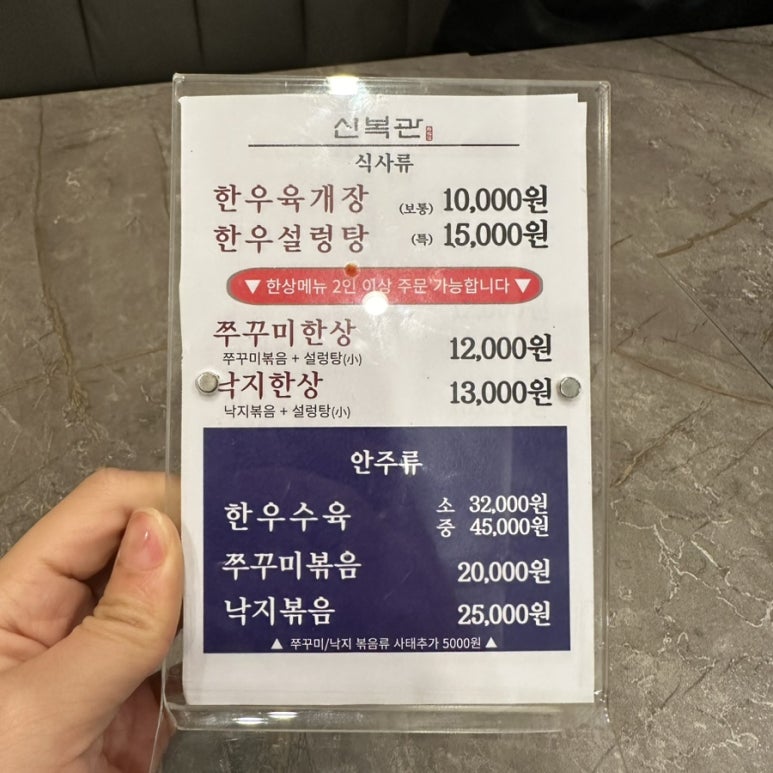 신복관
식사류
한우육개장 (보통) 10,000원
한우설렁탕 (특) 15,000원
▼ 한상메뉴 2인 이상 주문 가능합니다 ▼
쭈꾸미한상 12,000원
쭈꾸미볶음 + 설렁탕(小)
낙지한상 13,000원
낙지볶음 + 설렁탕(小)
안주류
한우수육 소 32,000원
중 45,000원
쭈꾸미볶음 20,000원
낙지볶음 25,000원
▲ 쭈꾸미/낙지 볶음류 사태추가 5000원 ▲